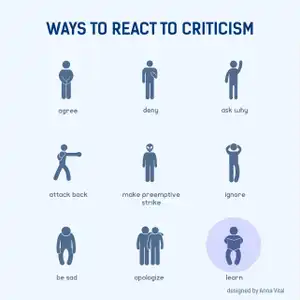 WAYS TO REACT TO CRITICISM
agree
deny
ask why
attack back
make preemptive
strike
ignore
be sad
apologize
learn
designed by Anna Vital